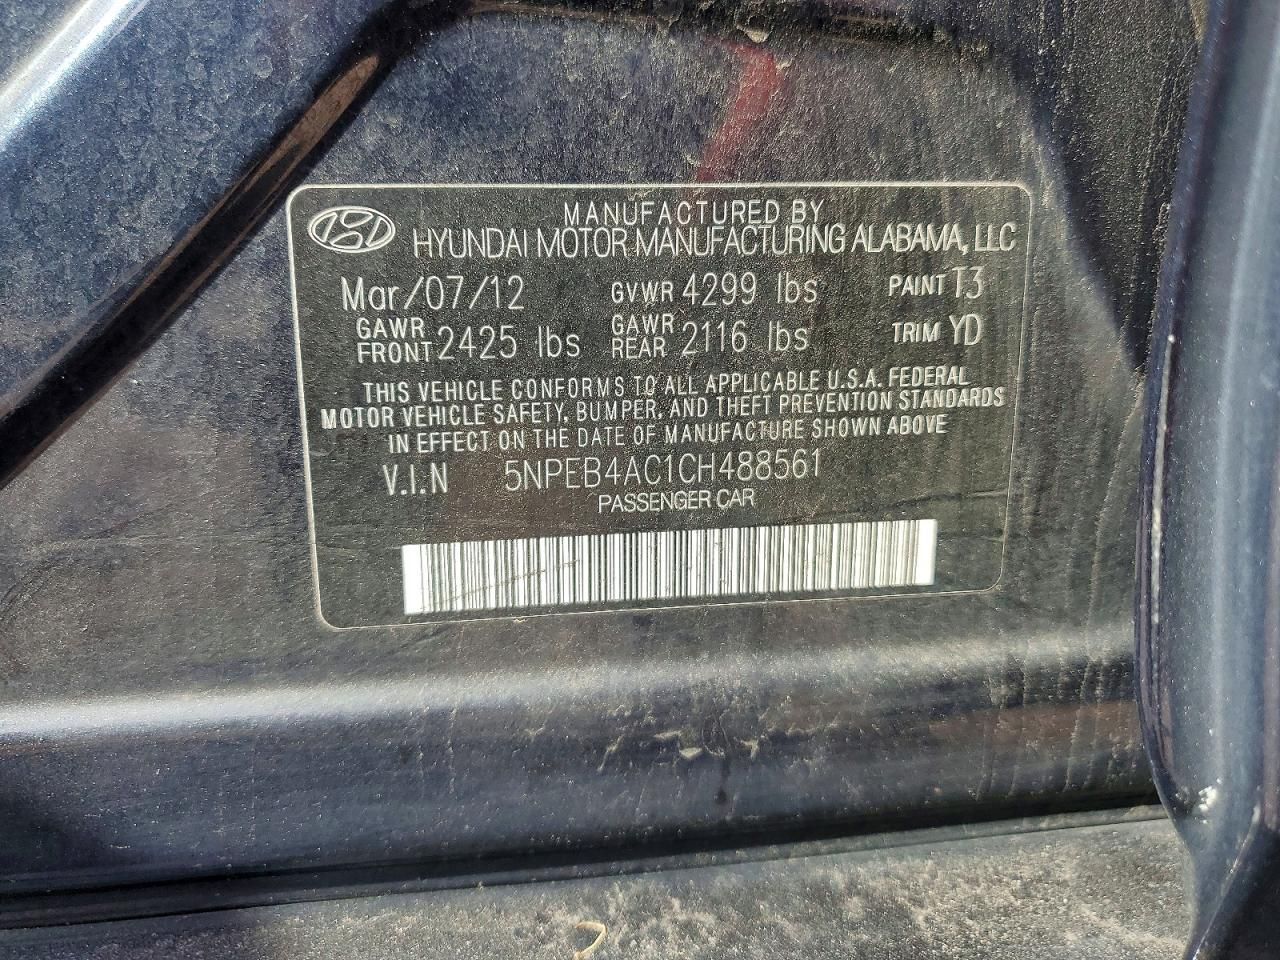 MANUFACTURED BY
HYUNDAI MOTOR MANUFACTURING ALABAMA, LLC
Mar/07/12 GVWR 4299 lbs PAINT T3
GAWR FRONT 2425 lbs GAWR REAR 2116 lbs TRIM YD
THIS VEHICLE CONFORMS TO ALL APPLICABLE U.S.A. FEDERAL
MOTOR VEHICLE SAFETY, BUMPER, AND THEFT PREVENTION STANDARDS
IN EFFECT ON THE DATE OF MANUFACTURE SHOWN ABOVE
V.I.N 5NPEB4AC1CH488561
PASSENGER CAR